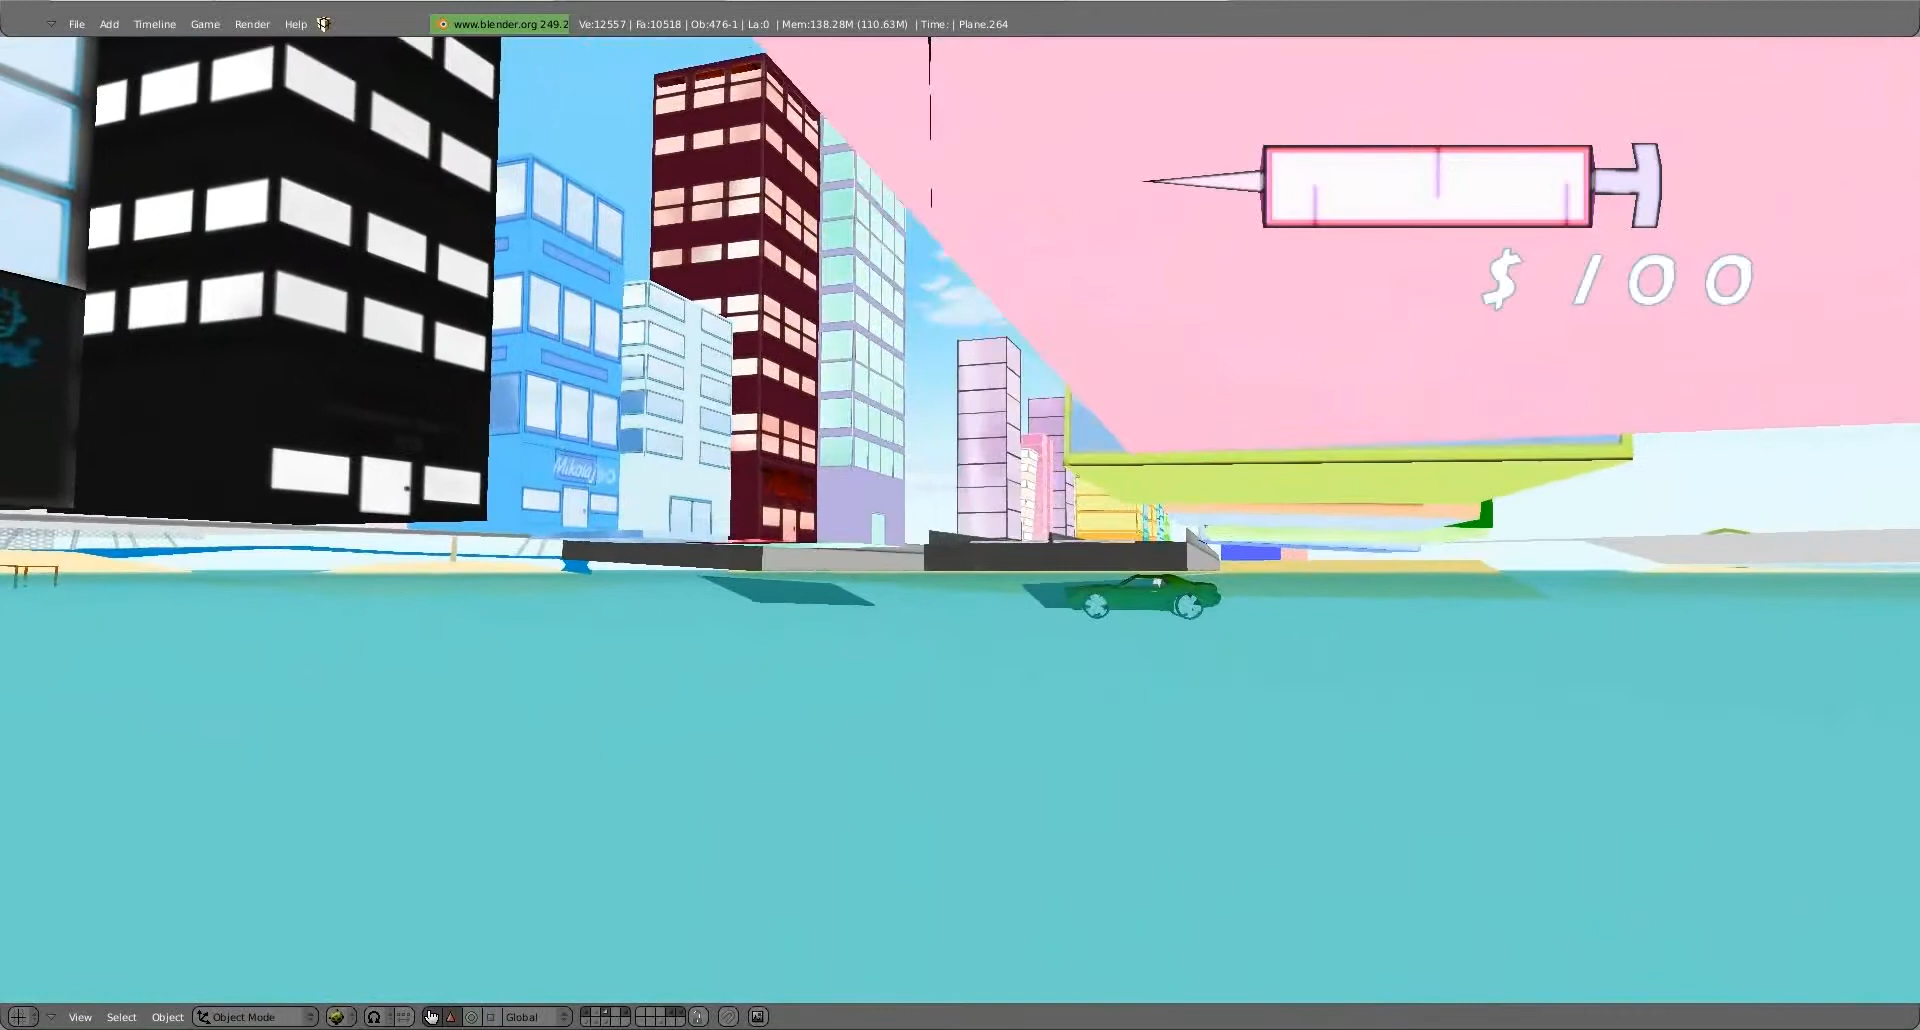 File Add Timeline Game Render Help www.blender.org 249.2 Ve:12557 | Fa:10518 | Ob:476-1 | La:0 | Mem:138.28M (110.63M) | Time: | Plane.264
$ 100
Mikolaj
View Select Object Object Mode Global